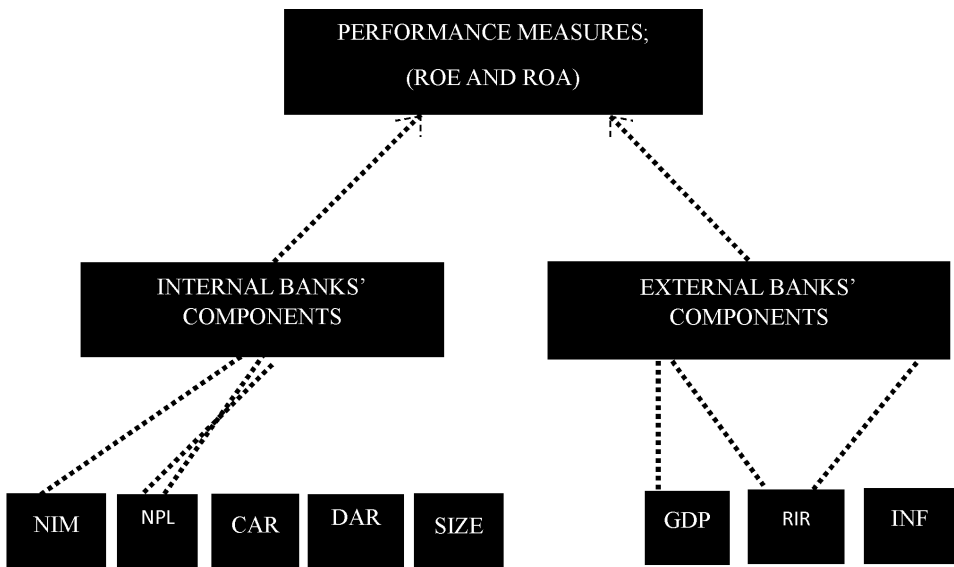 PERFORMANCE MEASURES;
(ROE AND ROA)
INTERNAL BANKS’
COMPONENTS
EXTERNAL BANKS’
COMPONENTS
NIM
NPL
CAR
DAR
SIZE
GDP
RIR
INF